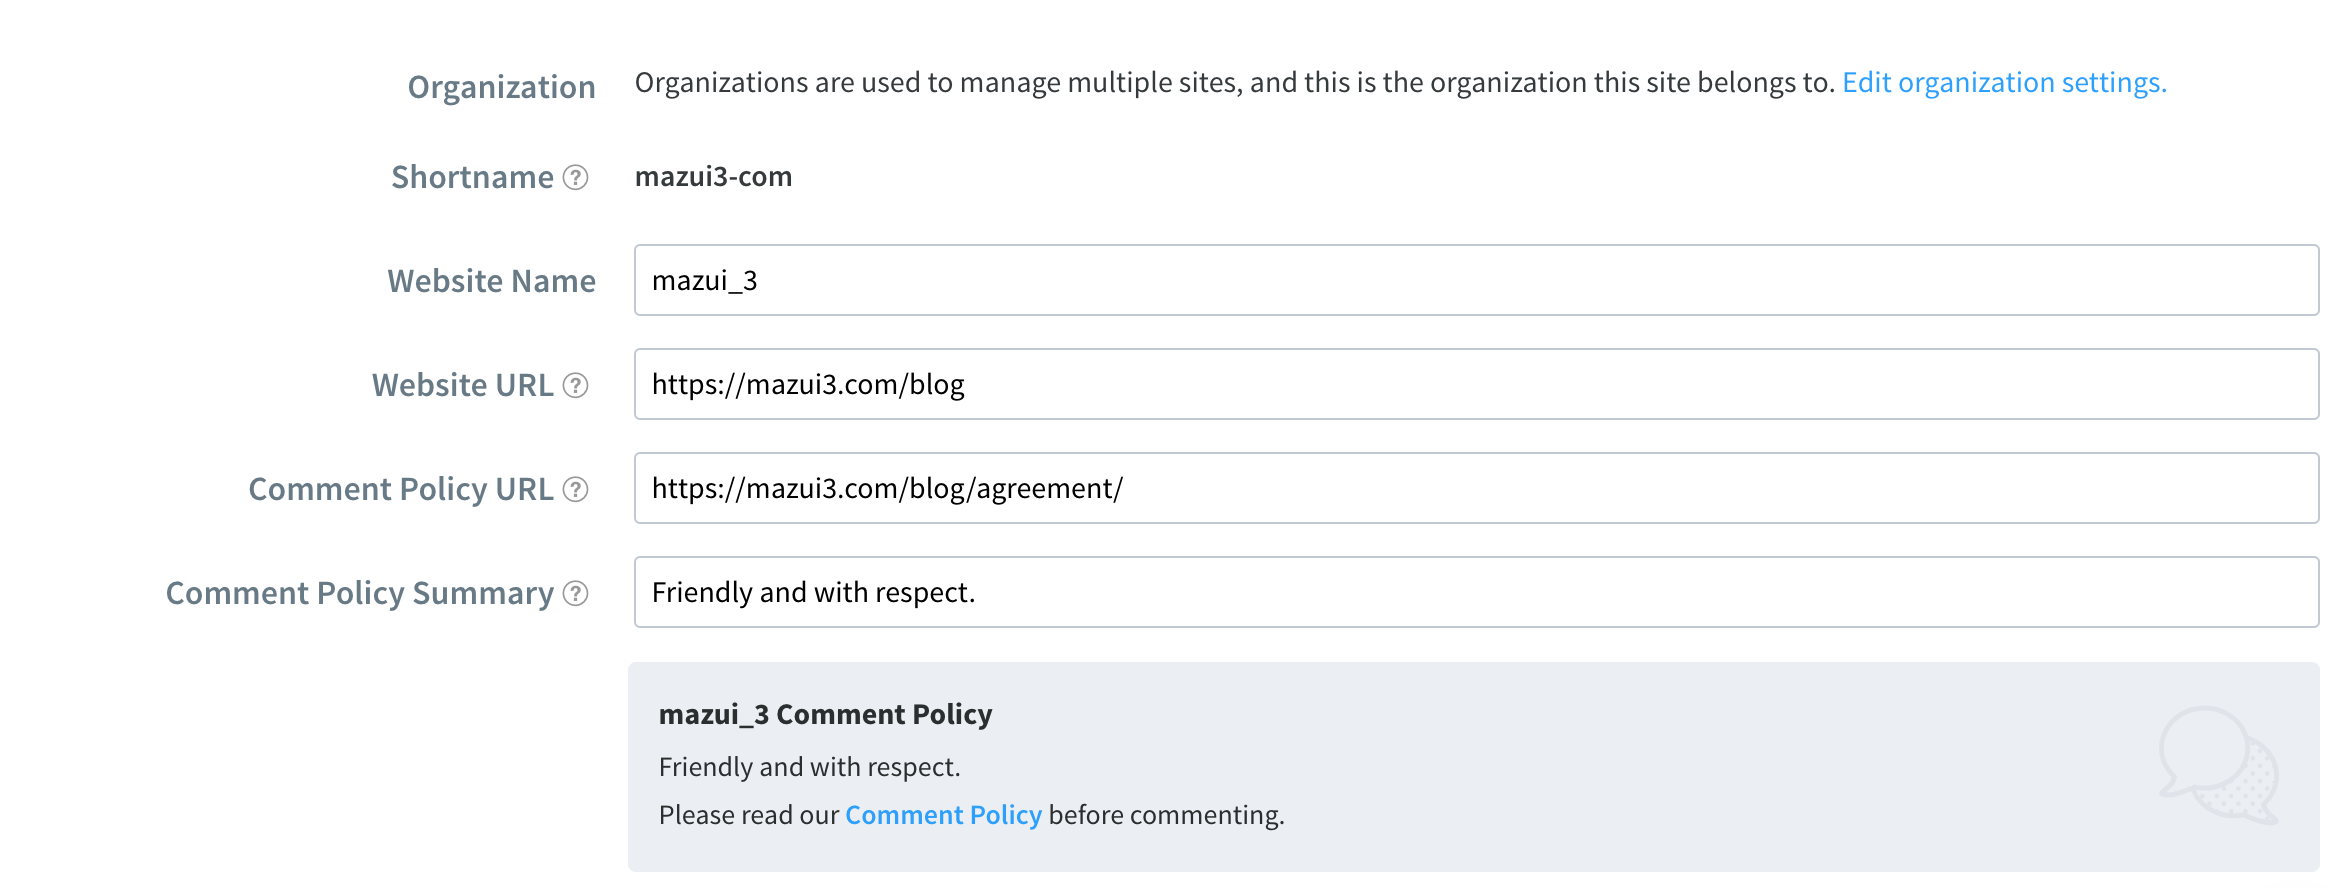 Organization Organizations are used to manage multiple sites, and this is the organization this site belongs to. Edit organization settings.
Shortname ? mazui3-com
Website Name mazui_3
Website URL ? https://mazui3.com/blog
Comment Policy URL ? https://mazui3.com/blog/agreement/
Comment Policy Summary ? Friendly and with respect.
mazui_3 Comment Policy
Friendly and with respect.
Please read our Comment Policy before commenting.